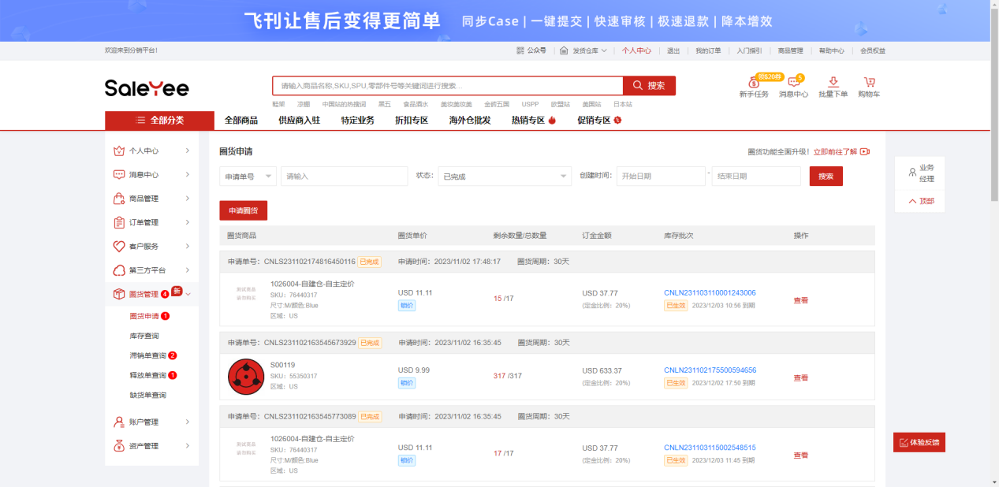 飞刊让售后变得更简单 同步Case | 一键提交 | 快速审核 | 极速退款 | 降本增效
欢迎来到分销平台! 公众号 发货仓库 个人中心 退出 我的订单 入门指引 商品管理 帮助中心 会员权益
SaleYee
请输入商品名称,SKU,SPU,零部件号等关键词进行搜索... 搜索
领$20券 5
新手任务 消息中心 批量下单 购物车
鞋架 凉棚 中国站的热搜词 黑五 食品酒水 美妆美妆美 金砖五国 USPP 欧盟站 美国站 日本站
全部分类 全部商品 供应商入驻 特定业务 折扣专区 海外仓批发 热销专区 促销专区
个人中心
消息中心
商品管理
订单管理
客户服务
第三方平台
圈货管理 4 新
圈货申请 1
库存查询
滞销单查询 2
释放单查询 1
缺货单查询
账户管理
资产管理
圈货申请 圈货功能全面升级! 立即前往了解
申请单号 请输入 状态: 已完成 创建时间: 开始日期 - 结束日期 搜索
申请圈货
圈货商品 圈货单价 剩余数量/总数量 订金金额 库存批次 操作
申请单号: CNLS231102174816450116 已完成 申请时间: 2023/11/02 17:48:17 圈货周期: 30天
测试商品
请勿购买
1026004-自建仓-自主定价
SKU: 76440317
尺寸:M/颜色:Blue
区域: US
USD 11.11
锁价
15 /17
USD 37.77
(定金比例: 20%)
CNLN231103110001243006
已生效 2023/12/03 10:56 到期
查看
申请单号: CNLS231102163545673929 已完成 申请时间: 2023/11/02 16:35:45 圈货周期: 30天
S00119
SKU: 55350317
区域: US
USD 9.99
锁价
317 /317
USD 633.37
(定金比例: 20%)
CNLN231102175500594656
已生效 2023/12/02 17:50 到期
查看
申请单号: CNLS231102163545773089 已完成 申请时间: 2023/11/02 16:35:45 圈货周期: 30天
测试商品
请勿购买
1026004-自建仓-自主定价
SKU: 76440317
尺寸:M/颜色:Blue
区域: US
USD 11.11
锁价
17 /17
USD 37.77
(定金比例: 20%)
CNLN231103115002548515
已生效 2023/12/03 11:45 到期
查看
业务
经理
顶部
体验反馈